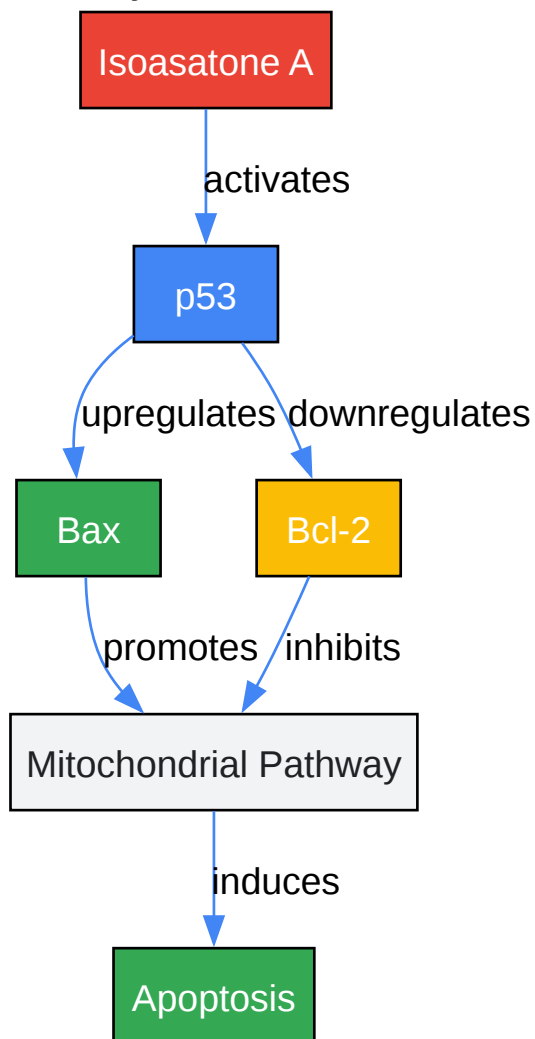 Isoasatone A
activates
p53
upregulates
downregulates
Bax
Bcl-2
promotes
inhibits
Mitochondrial Pathway
induces
Apoptosis